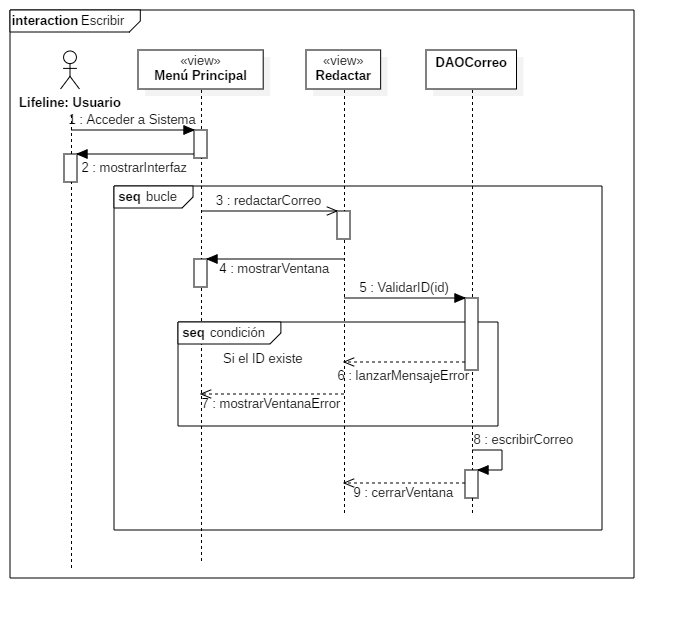 interaction Escribir
«view»
Menú Principal
«view»
Redactar
DAOCorreo
Lifeline: Usuario
1 : Acceder a Sistema
2 : mostrarInterfaz
seq bucle
3 : redactarCorreo
4 : mostrarVentana
5 : ValidarID(id)
seq condición
Si el ID existe
6 : lanzarMensajeError
7 : mostrarVentanaError
8 : escribirCorreo
9 : cerrarVentana